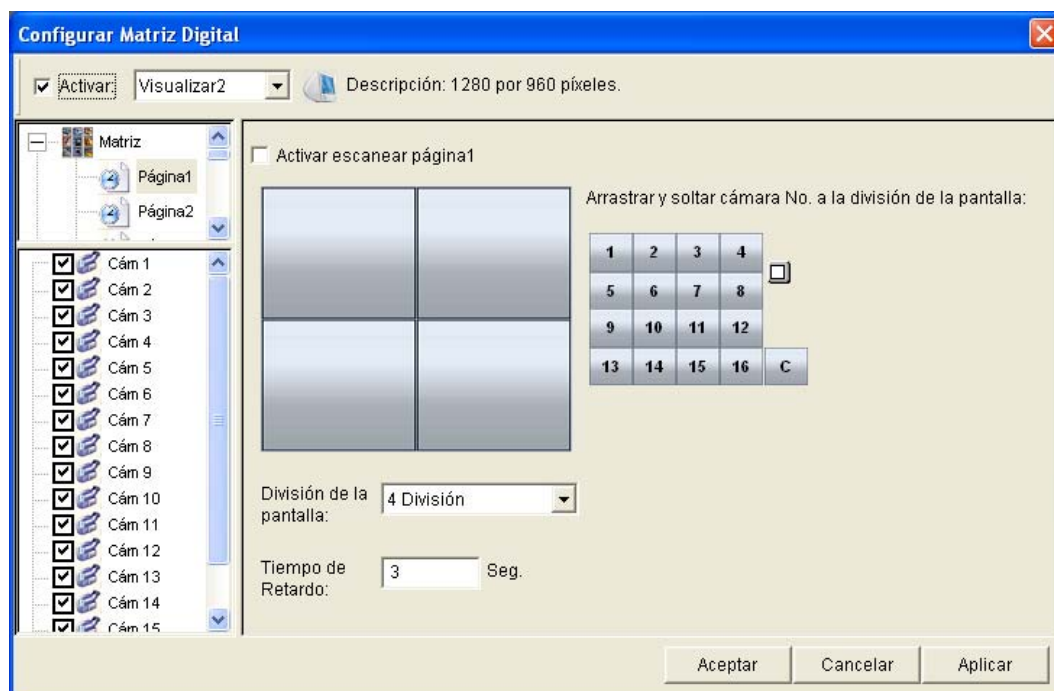 Configurar Matriz Digital
Activar:
Visualizar2
Descripción: 1280 por 960 píxeles.
Matriz
Página1
Página2
Cám 1
Cám 2
Cám 3
Cám 4
Cám 5
Cám 6
Cám 7
Cám 8
Cám 9
Cám 10
Cám 11
Cám 12
Cám 13
Cám 14
Cám 15
Activar escanear página1
Arrastrar y soltar cámara No. a la división de la pantalla:
1 2 3 4
5 6 7 8
9 10 11 12
13 14 15 16 C
División de la
pantalla:
4 División
Tiempo de
Retardo:
3
Seg.
Aceptar
Cancelar
Aplicar